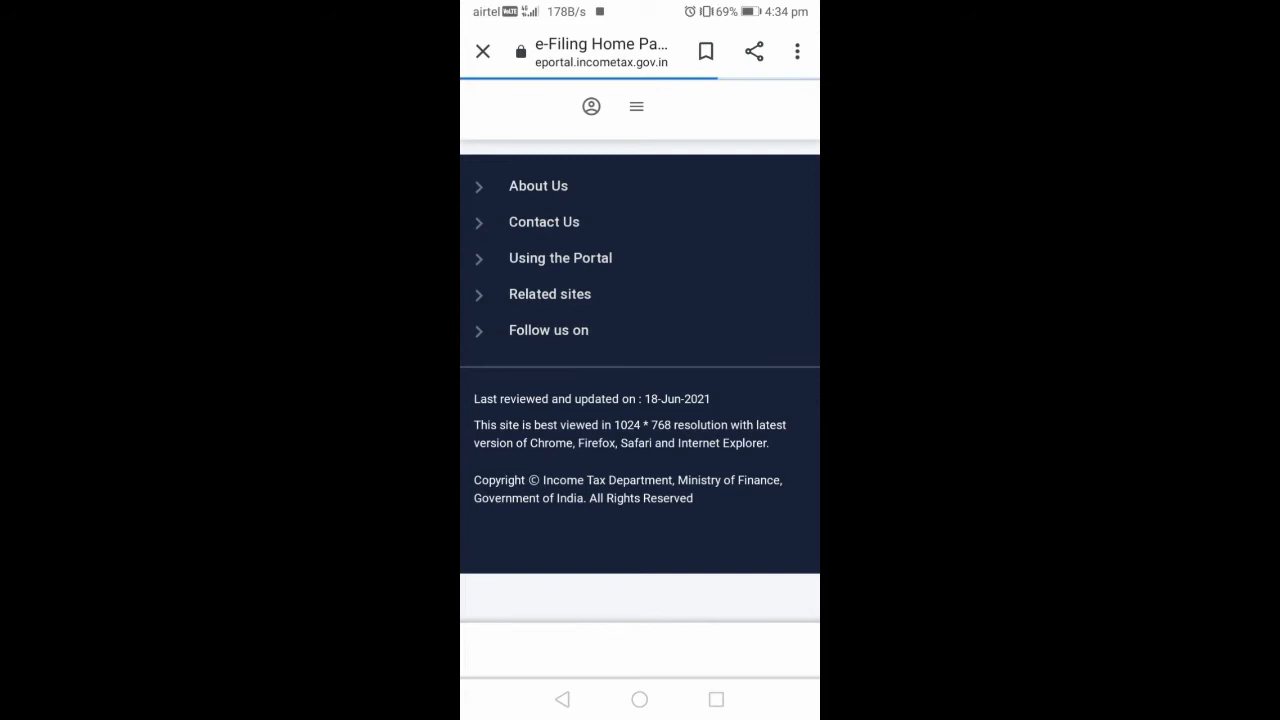 airtel VoLTE 4G 178B/s 69% 4:34 pm
e-Filing Home Pa...
eportal.incometax.gov.in
About Us
Contact Us
Using the Portal
Related sites
Follow us on
Last reviewed and updated on : 18-Jun-2021
This site is best viewed in 1024 * 768 resolution with latest
version of Chrome, Firefox, Safari and Internet Explorer.
Copyright © Income Tax Department, Ministry of Finance,
Government of India. All Rights Reserved